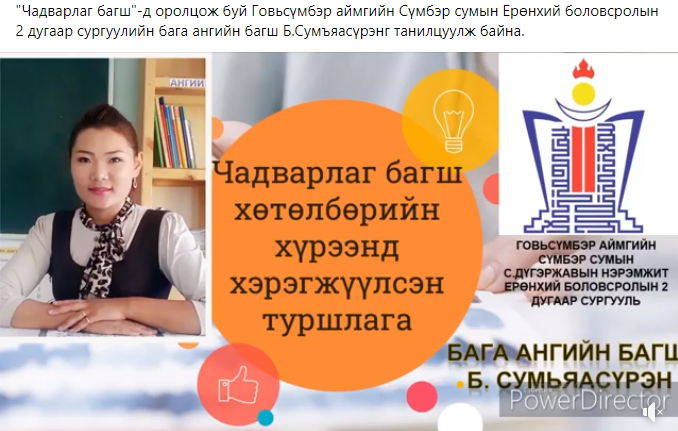 "Чадварлаг багш"-д оролцож буй Говьсүмбэр аймгийн Сүмбэр сумын Ерөнхий боловсролын
2 дугаар сургуулийн бага ангийн багш Б.Сумъяасүрэнг танилцуулж байна.
Чадварлаг багш
хөтөлбөрийн
хүрээнд
хэрэгжүүлсэн
туршлага
ГОВЬСҮМБЭР АЙМГИЙН
СҮМБЭР СУМЫН
С.ДҮГЭРЖАВЫН НЭРЭМЖИТ
ЕРӨНХИЙ БОЛОВСРОЛЫН 2
ДУГААР СУРГУУЛЬ
БАГА АНГИЙН БАГШ
Б. СУМЬЯАСҮРЭН
PowerDirector